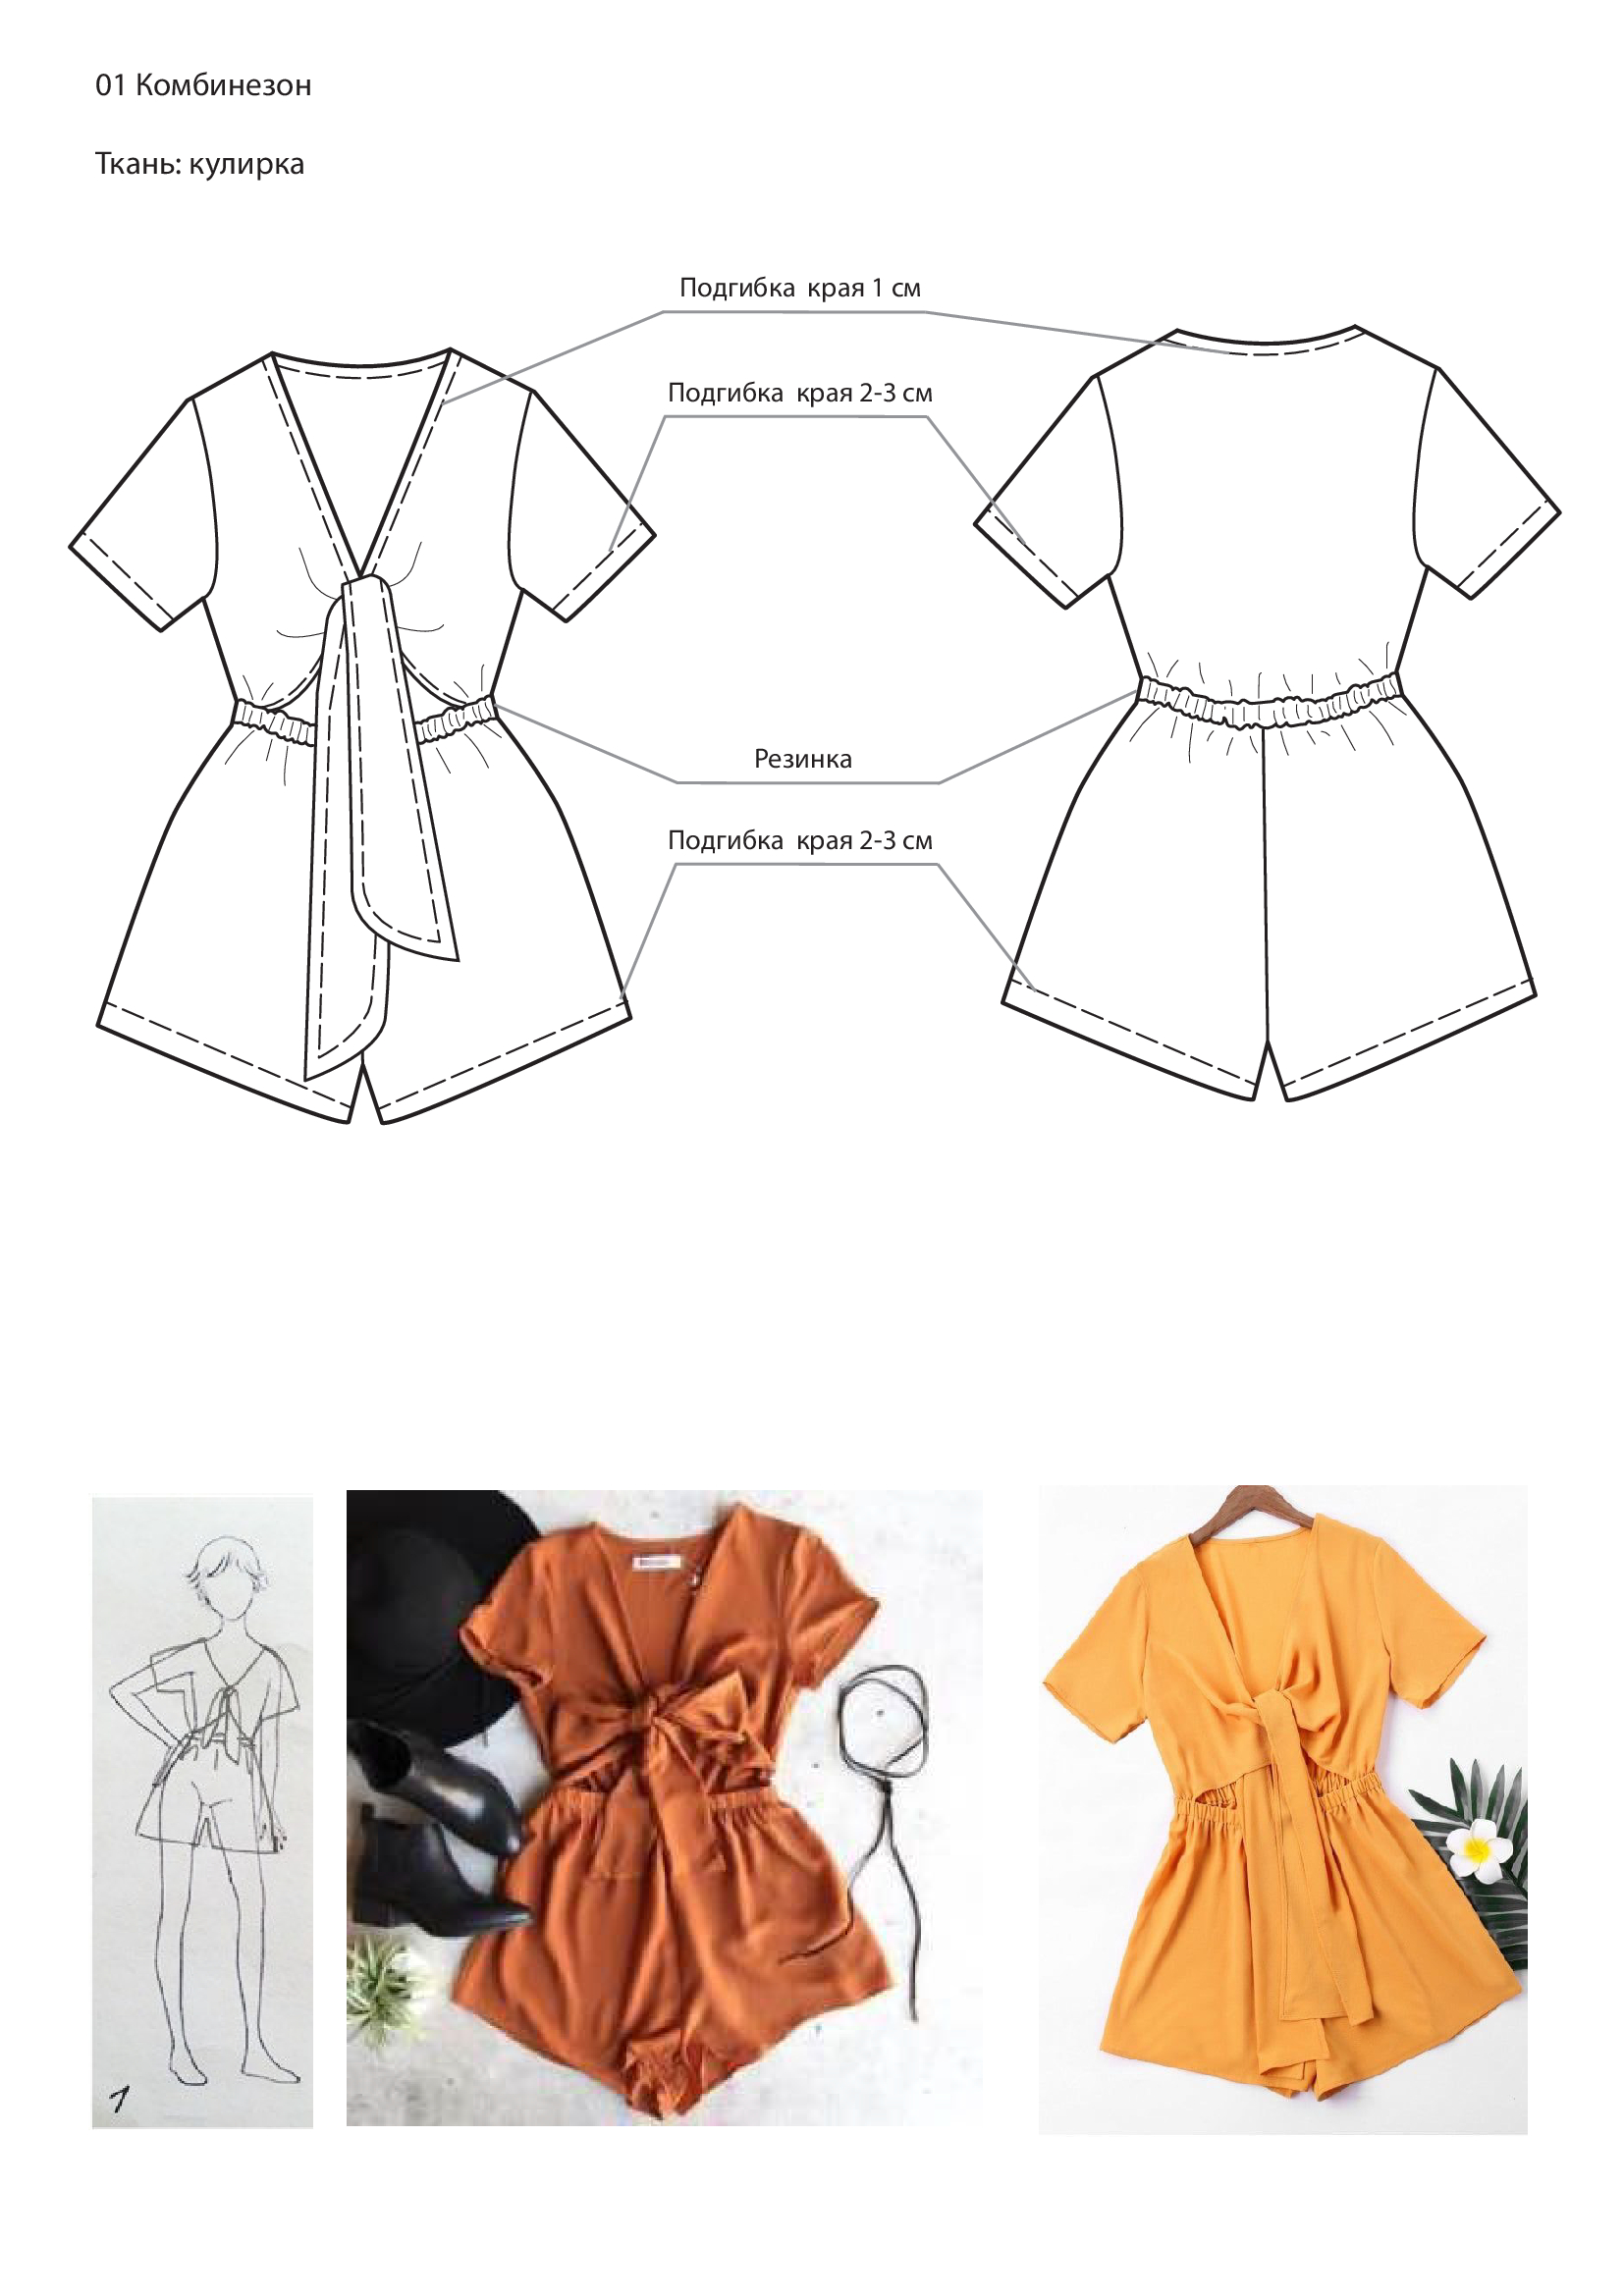 01 Комбинезон
Ткань: кулирка
Подгибка края 1 см
Подгибка края 2-3 см
Резинка
Подгибка края 2-3 см
1